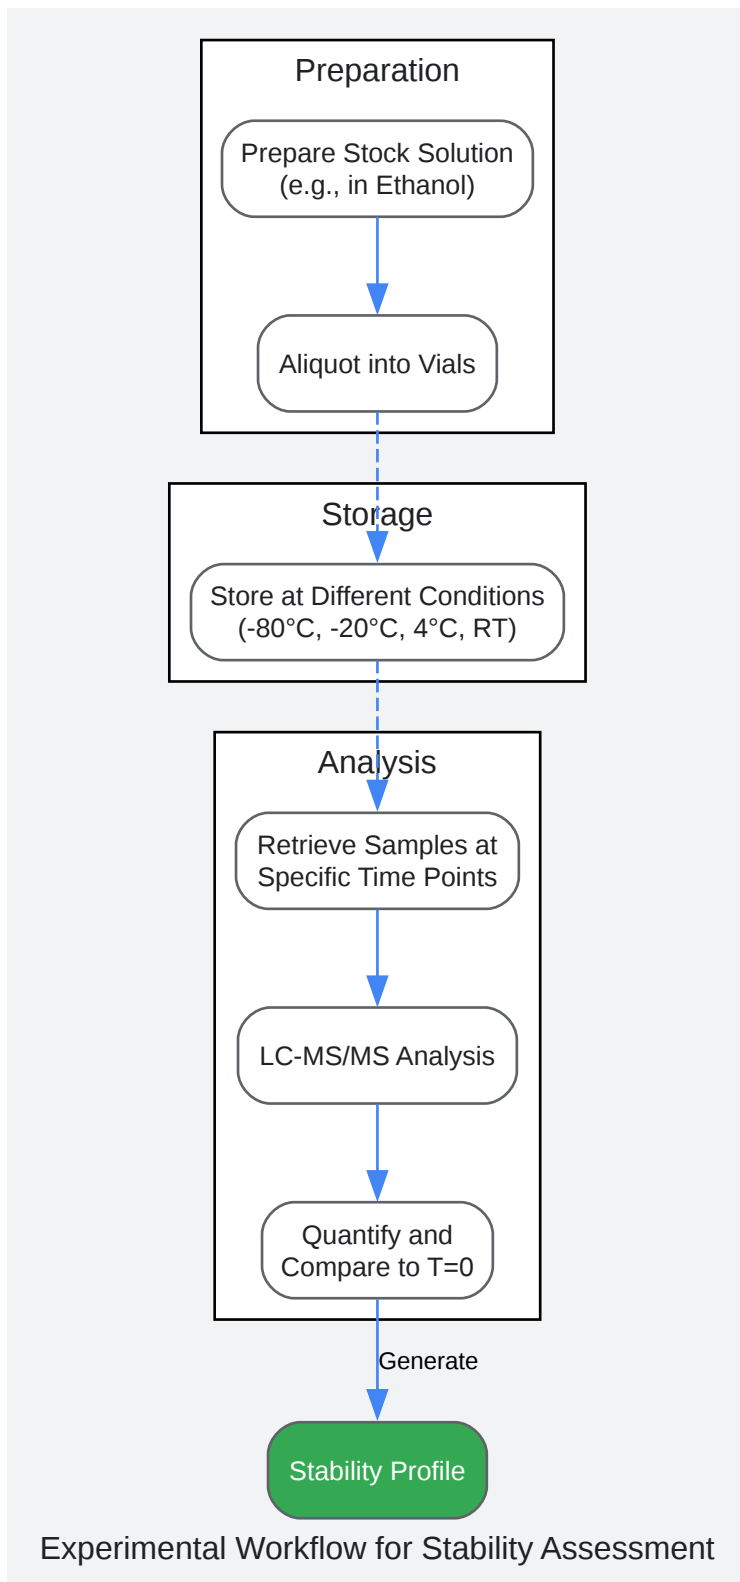 Preparation
Prepare Stock Solution
(e.g., in Ethanol)
Aliquot into Vials
Storage
Store at Different Conditions
(-80°C, -20°C, 4°C, RT)
Analysis
Retrieve Samples at
Specific Time Points
LC-MS/MS Analysis
Quantify and
Compare to T=0
Generate
Stability Profile
Experimental Workflow for Stability Assessment